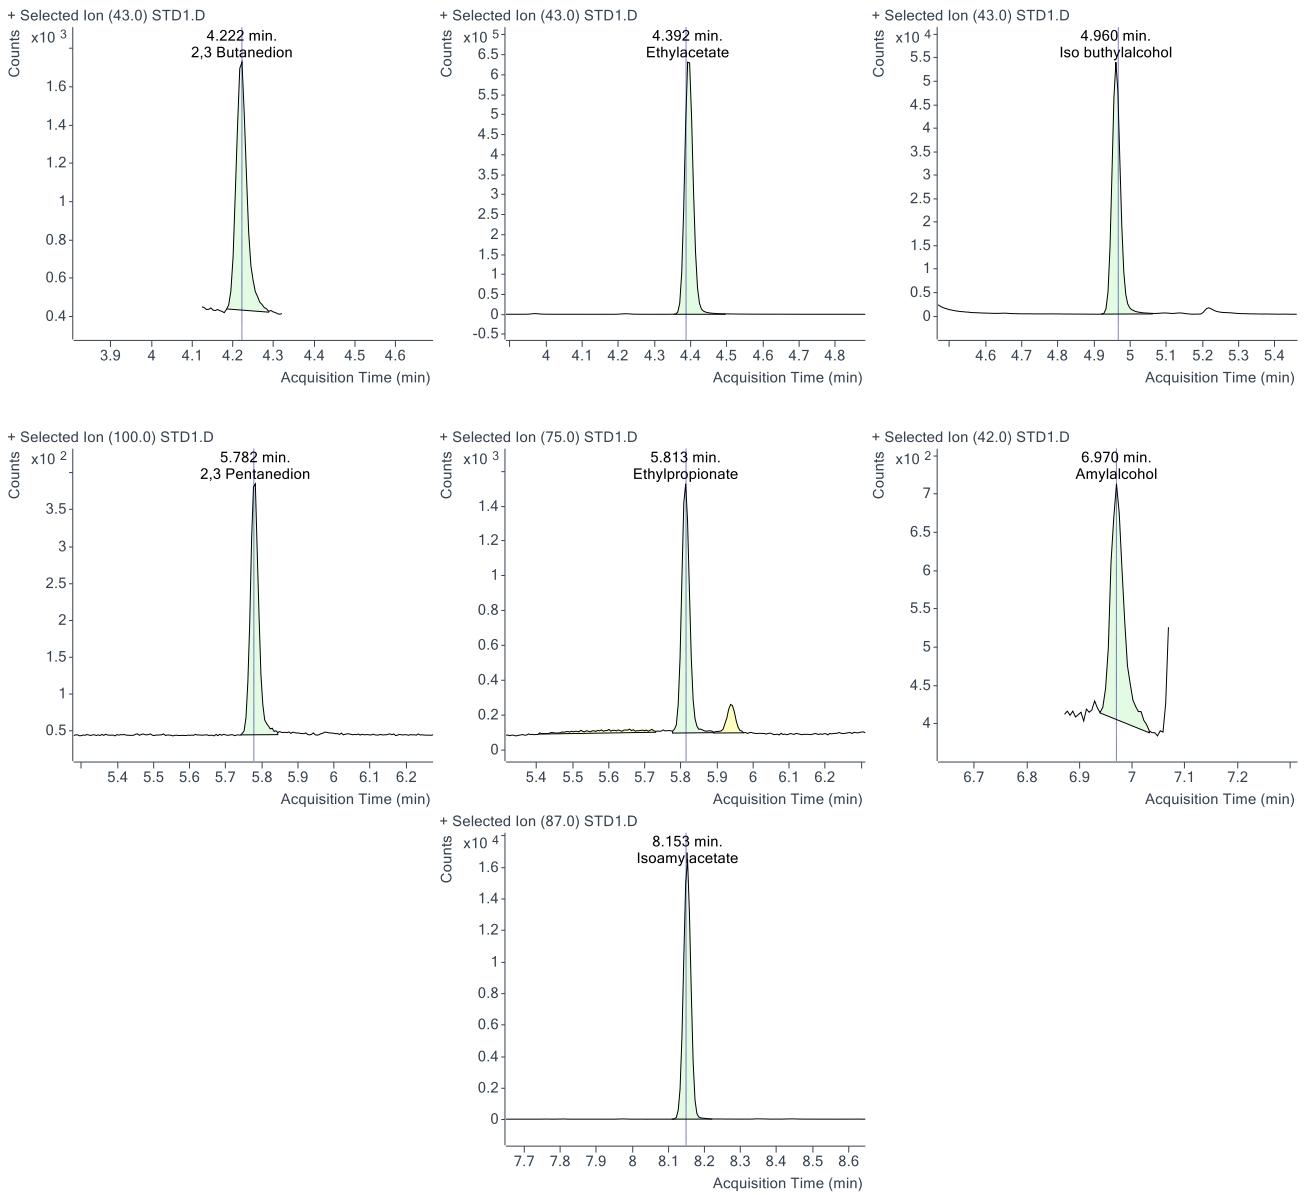 + Selected Ion (43.0) STD1.D
Counts
x10 3
4.222 min.
2,3 Butanedion
1.6
1.4
1.2
1
0.8
0.6
0.4
3.9 4 4.1 4.2 4.3 4.4 4.5 4.6
Acquisition Time (min)
+ Selected Ion (43.0) STD1.D
Counts
x10 5
4.392 min.
Ethylacetate
6.5
6
5.5
5
4.5
4
3.5
3
2.5
2
1.5
1
0.5
0
-0.5
4 4.1 4.2 4.3 4.4 4.5 4.6 4.7 4.8
Acquisition Time (min)
+ Selected Ion (43.0) STD1.D
Counts
x10 4
4.960 min.
Iso buthylalcohol
5.5
5
4.5
4
3.5
3
2.5
2
1.5
1
0.5
0
4.6 4.7 4.8 4.9 5 5.1 5.2 5.3 5.4
Acquisition Time (min)
+ Selected Ion (100.0) STD1.D
Counts
x10 2
5.782 min.
2,3 Pentanedion
3.5
3
2.5
2
1.5
1
0.5
5.4 5.5 5.6 5.7 5.8 5.9 6 6.1 6.2
Acquisition Time (min)
+ Selected Ion (75.0) STD1.D
Counts
x10 3
5.813 min.
Ethylpropionate
1.4
1.2
1
0.8
0.6
0.4
0.2
0
5.4 5.5 5.6 5.7 5.8 5.9 6 6.1 6.2
Acquisition Time (min)
+ Selected Ion (42.0) STD1.D
Counts
x10 2
6.970 min.
Amylalcohol
7
6.5
6
5.5
5
4.5
4
6.7 6.8 6.9 7 7.1 7.2
Acquisition Time (min)
+ Selected Ion (87.0) STD1.D
Counts
x10 4
8.153 min.
Isoamylacetate
1.6
1.4
1.2
1
0.8
0.6
0.4
0.2
0
7.7 7.8 7.9 8 8.1 8.2 8.3 8.4 8.5 8.6
Acquisition Time (min)